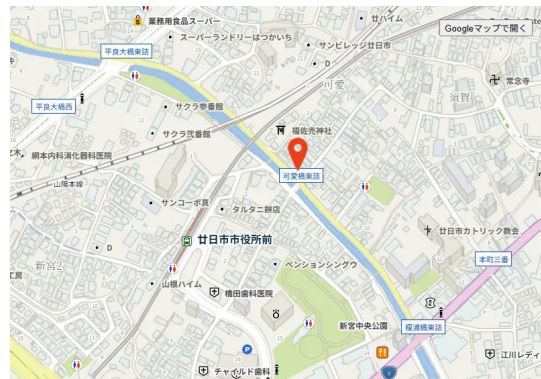 廿ハイム
業務用食品スーパー
Googleマップで開く
スーパーランドリーはつかいち
サンビレッジ廿日市
平良大橋東詰
D
常念寺
可愛
須賀
平良大橋西
サクラ参番館
サクラ弐番館
福佐売神社
綱本内科消化器科医院
可愛橋東詰
山陽本線
サンコーポ真
タルタニ餅店
廿日市カトリック教会
廿日市市役所前
D
本町三番
新宮2
ペンションシングウ
工房
山根ハイム
橋田歯科医院
新宮中央公園
榎浦橋東詰
江川レディ
P
チャイルド歯科
2